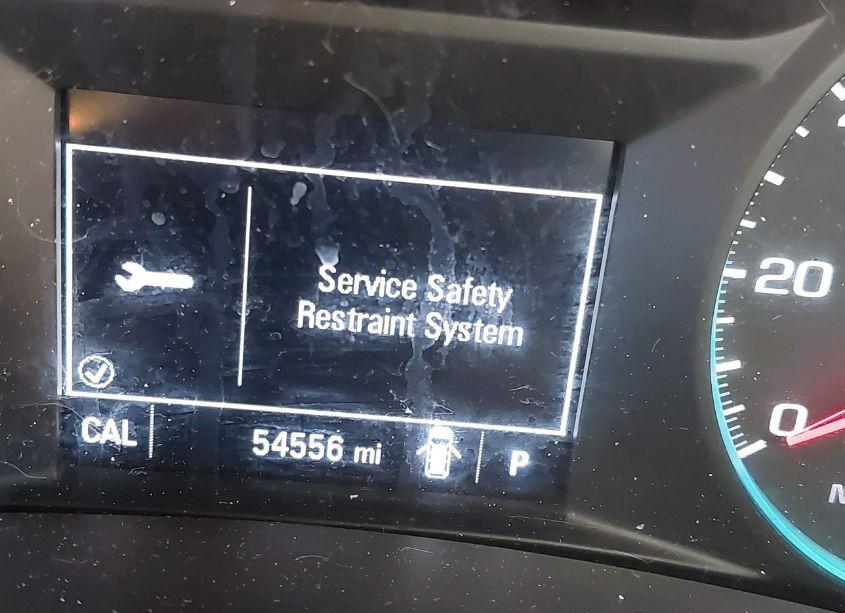 Service Safety
Restraint System
CAL
54556 mi
P
20
0